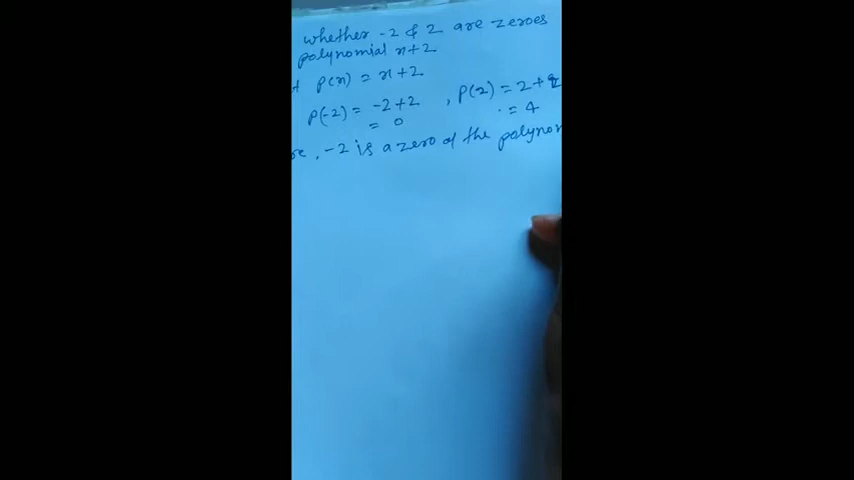 whether -2 & 2 are zeroes
polynomial x+2
p(x) = x+2
p(-2) = -2+2 , p(2) = 2+2
= 0 = 4
, -2 is a zero of the